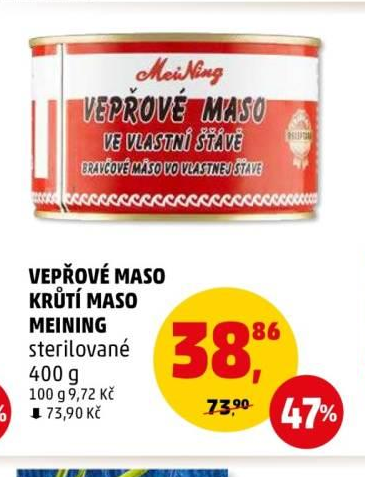 MeiNing
VEPŘOVÉ MASO
VE VLASTNÍ ŠŤÁVĚ
BRAVČOVÉ MÄSO VO VLASTNEJ ŠŤAVE
VEPŘOVÉ MASO
KRŮTÍ MASO
MEINING
sterilované
400 g
100 g 9,72 Kč
⬇ 73,90 Kč
38,86
73,90
47%
%